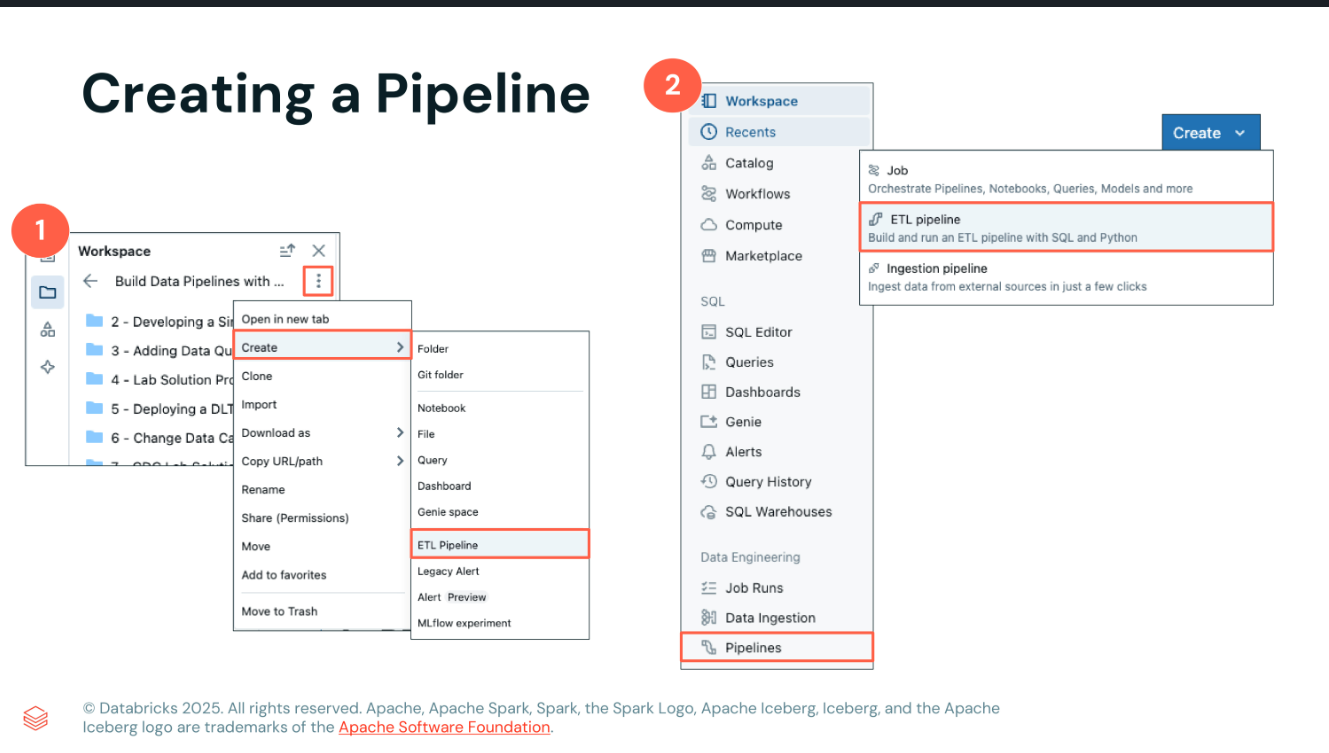 Creating a Pipeline
1
Workspace
Build Data Pipelines with ...
2 - Developing a Sir
3 - Adding Data Qu
4 - Lab Solution Pro
5 - Deploying a DLT
6 - Change Data Ca
Open in new tab
Create
Clone
Import
Download as
Copy URL/path
Rename
Share (Permissions)
Move
Add to favorites
Move to Trash
Folder
Git folder
Notebook
File
Query
Dashboard
Genie space
ETL Pipeline
Legacy Alert
Alert Preview
MLflow experiment
2
Workspace
Recents
Catalog
Workflows
Compute
Marketplace
SQL
SQL Editor
Queries
Dashboards
Genie
Alerts
Query History
SQL Warehouses
Data Engineering
Job Runs
Data Ingestion
Pipelines
Create
Job
Orchestrate Pipelines, Notebooks, Queries, Models and more
ETL pipeline
Build and run an ETL pipeline with SQL and Python
Ingestion pipeline
Ingest data from external sources in just a few clicks
© Databricks 2025. All rights reserved. Apache, Apache Spark, Spark, the Spark Logo, Apache Iceberg, Iceberg, and the Apache
Iceberg logo are trademarks of the Apache Software Foundation.